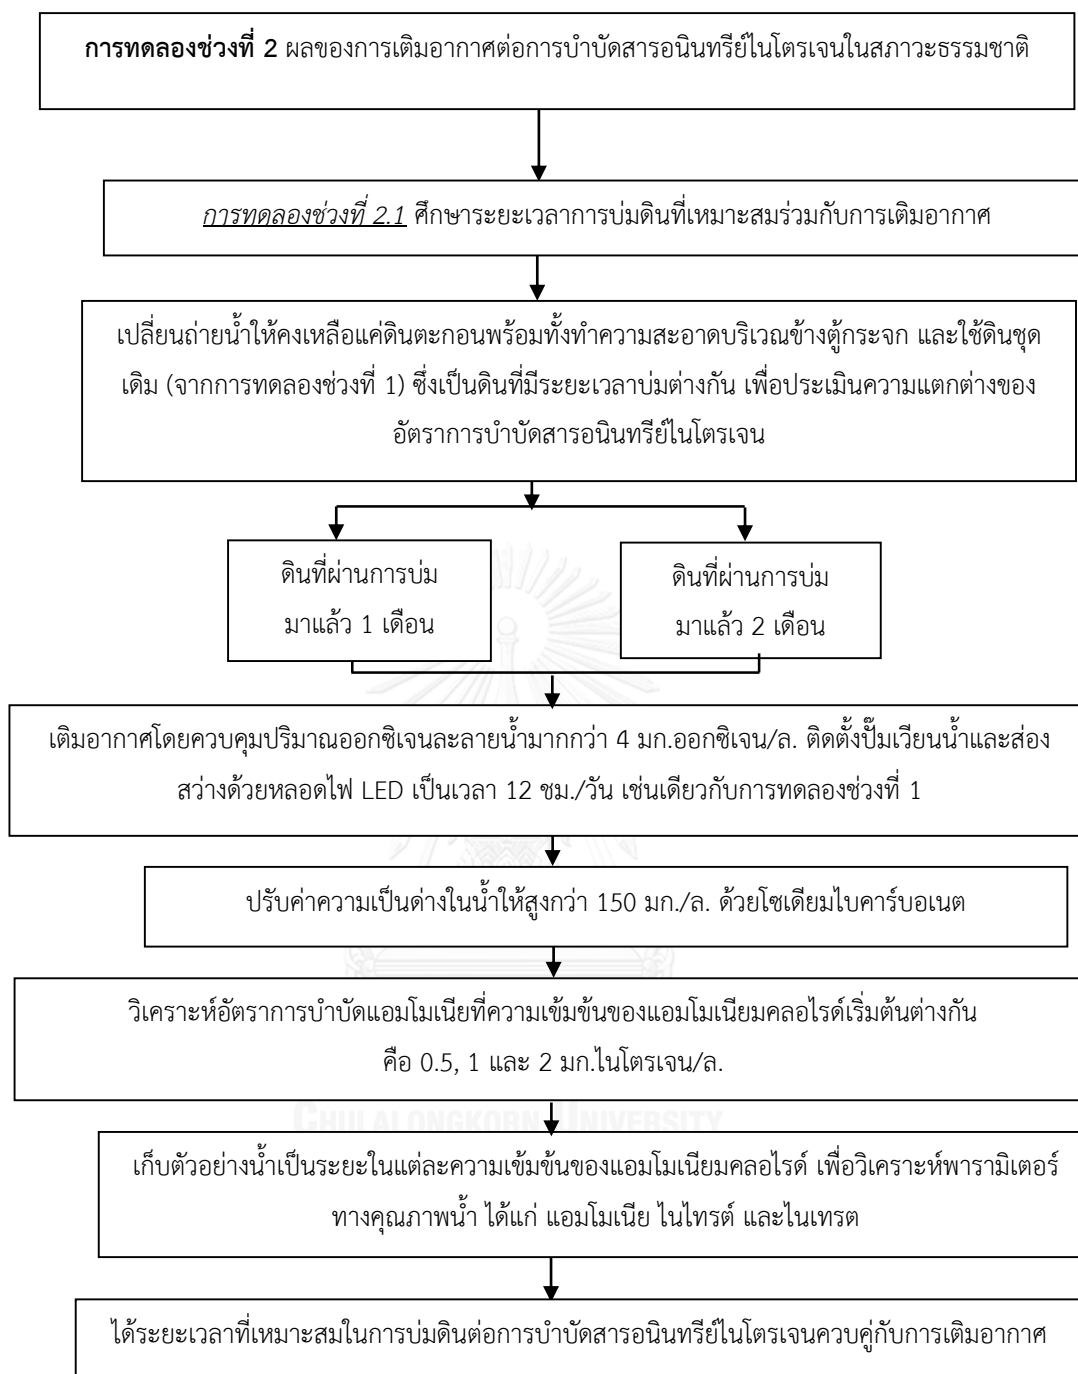 การทดลองช่วงที่ 2 ผลของการเติมอากาศต่อการบำบัดสารอนินทรีย์ไนโตรเจนในสภาวะธรรมชาติ
การทดลองช่วงที่ 2.1 ศึกษาระยะเวลาการบ่มดินที่เหมาะสมร่วมกับการเติมอากาศ
เปลี่ยนถ่ายน้ำให้คงเหลือแค่ดินตะกอนพร้อมทั้งทำความสะอาดบริเวณข้างตู้กระจก และใช้ดินชุด
เดิม (จากการทดลองช่วงที่ 1) ซึ่งเป็นดินที่มีระยะเวลาบ่มต่างกัน เพื่อประเมินความแตกต่างของ
อัตราการบำบัดสารอนินทรีย์ไนโตรเจน
ดินที่ผ่านการบ่ม
มาแล้ว 1 เดือน
ดินที่ผ่านการบ่ม
มาแล้ว 2 เดือน
เติมอากาศโดยควบคุมปริมาณออกซิเจนละลายน้ำมากกว่า 4 มก.ออกซิเจน/ล. ติดตั้งปั๊มเวียนน้ำและส่อง
สว่างด้วยหลอดไฟ LED เป็นเวลา 12 ชม./วัน เช่นเดียวกับการทดลองช่วงที่ 1
ปรับค่าความเป็นด่างในน้ำให้สูงกว่า 150 มก./ล. ด้วยโซเดียมไบคาร์บอเนต
วิเคราะห์อัตราการบำบัดแอมโมเนียที่ความเข้มข้นของแอมโมเนียมคลอไรด์เริ่มต้นต่างกัน
คือ 0.5, 1 และ 2 มก.ไนโตรเจน/ล.
CHULALONGKORN UNIVERSITY
เก็บตัวอย่างน้ำเป็นระยะในแต่ละความเข้มข้นของแอมโมเนียมคลอไรด์ เพื่อวิเคราะห์พารามิเตอร์
ทางคุณภาพน้ำ ได้แก่ แอมโมเนีย ไนไทรต์ และไนเทรต
ได้ระยะเวลาที่เหมาะสมในการบ่มดินต่อการบำบัดสารอนินทรีย์ไนโตรเจนควบคู่กับการเติมอากาศ